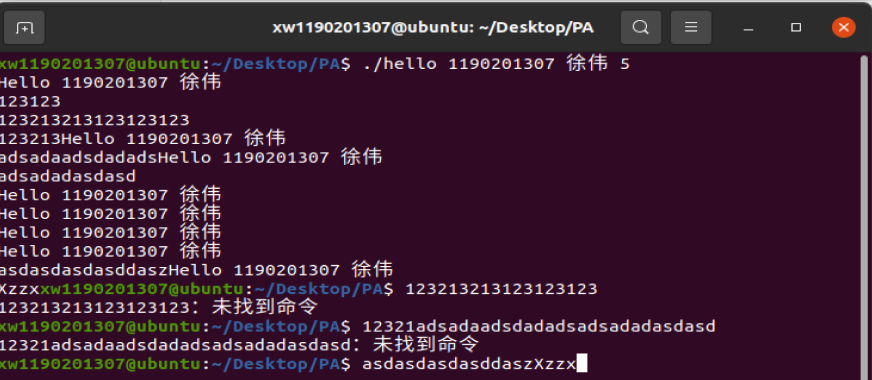 xw1190201307@ubuntu: ~/Desktop/PA
xw1190201307@ubuntu:~/Desktop/PA$ ./hello 1190201307 徐伟 5
Hello 1190201307 徐伟
123123
123213213123123123
123213Hello 1190201307 徐伟
adsadaadsdadadsHello 1190201307 徐伟
adsadadasdasd
Hello 1190201307 徐伟
Hello 1190201307 徐伟
Hello 1190201307 徐伟
Hello 1190201307 徐伟
asdasdasdasddaszHello 1190201307 徐伟
Xzzxxw1190201307@ubuntu:~/Desktop/PA$ 123213213123123123
123213213123123123：未找到命令
xw1190201307@ubuntu:~/Desktop/PA$ 12321adsadaadsdadadsadsadadasdasd
12321adsadaadsdadadsadsadadasdasd：未找到命令
xw1190201307@ubuntu:~/Desktop/PA$ asdasdasdasddaszXzzx